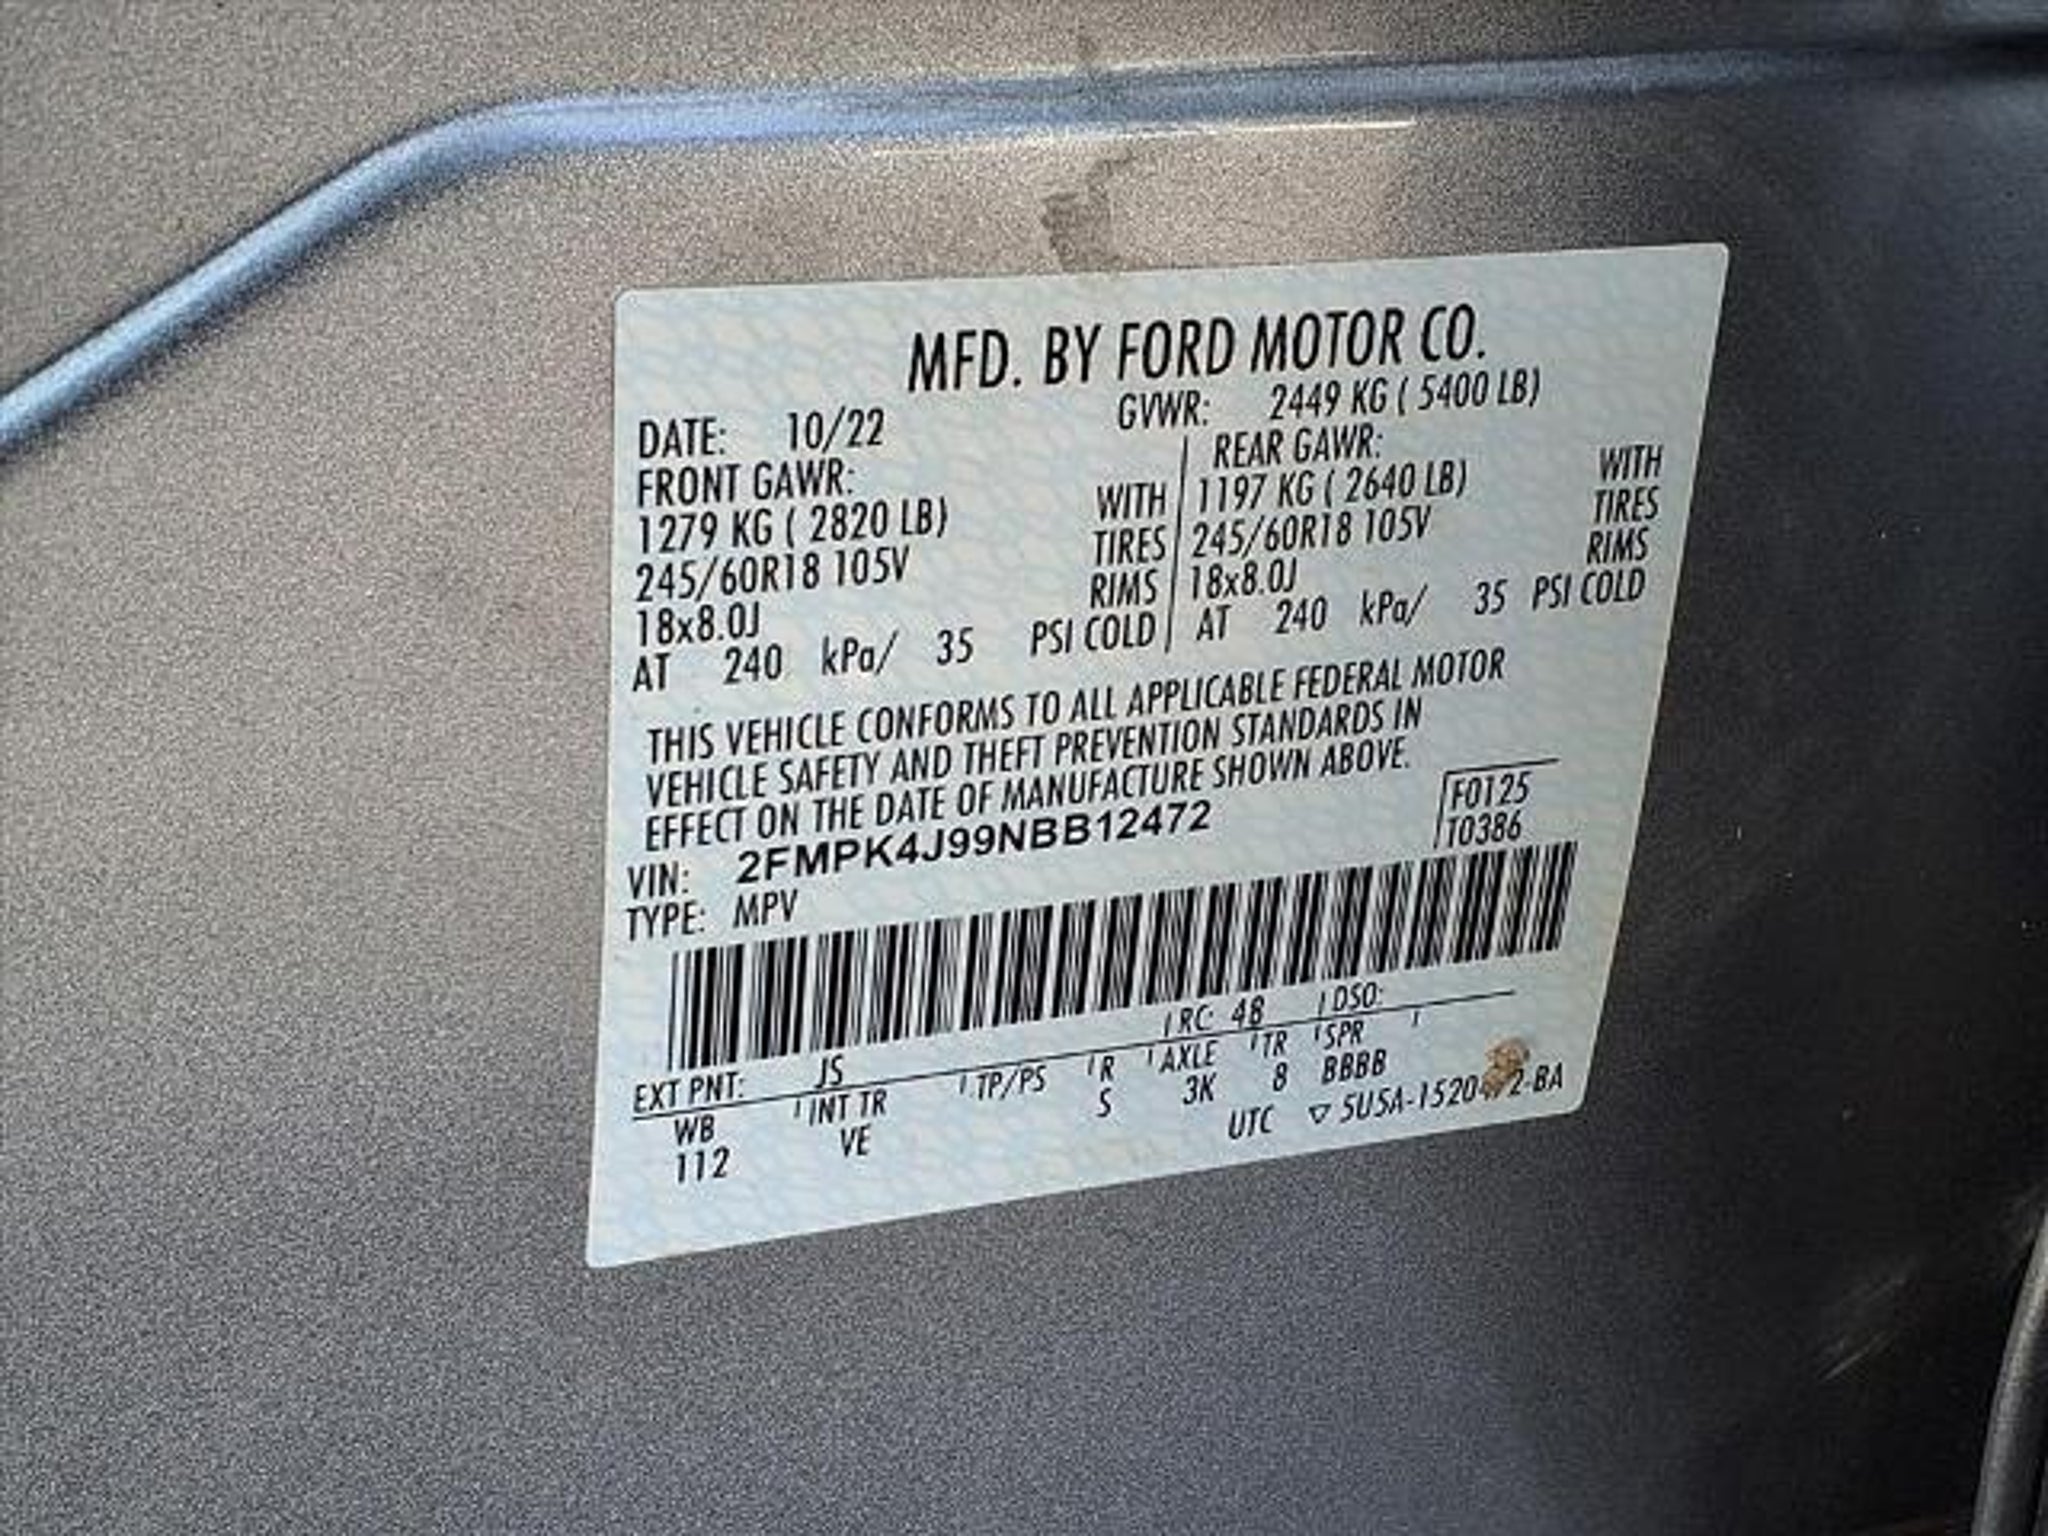 MFD. BY FORD MOTOR CO.
DATE: 10/22 GVWR: 2449 KG ( 5400 LB)
FRONT GAWR: REAR GAWR:
1279 KG ( 2820 LB) WITH 1197 KG ( 2640 LB) WITH
245/60R18 105V TIRES 245/60R18 105V TIRES
18x8.0J RIMS 18x8.0J RIMS
AT 240 kPa/ 35 PSI COLD AT 240 kPa/ 35 PSI COLD
THIS VEHICLE CONFORMS TO ALL APPLICABLE FEDERAL MOTOR
VEHICLE SAFETY AND THEFT PREVENTION STANDARDS IN
EFFECT ON THE DATE OF MANUFACTURE SHOWN ABOVE.
VIN: 2FMPK4J99NBB12472 F0125
TYPE: MPV T0386
EXT PNT: JS RC: 48 DSO:
WB INT TR TP/PS R AXLE TR SPR
112 VE S 3K 8 BBBB
UTC